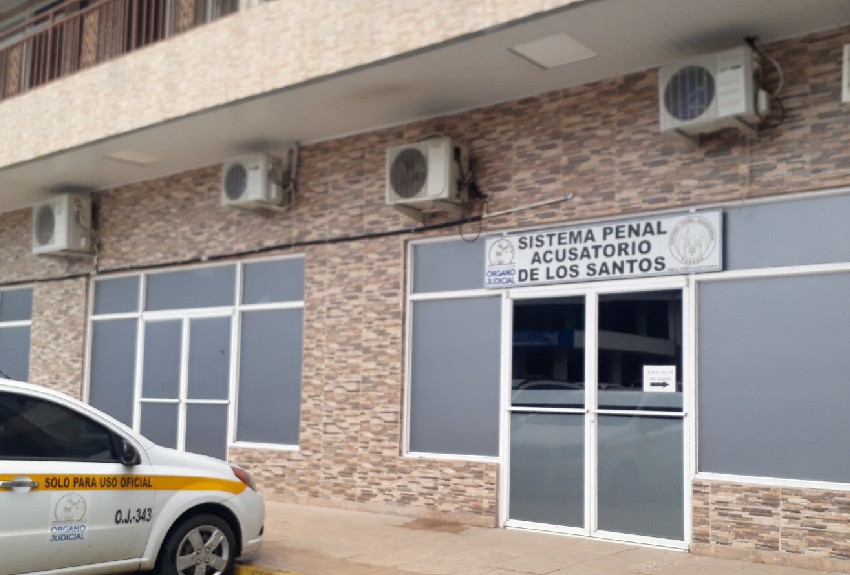 SISTEMA PENAL
ACUSATORIO
DE LOS SANTOS
ÓRGANO
JUDICIAL
SOLO PARA USO OFICIAL
O.J.-343
ÓRGANO
JUDICIAL